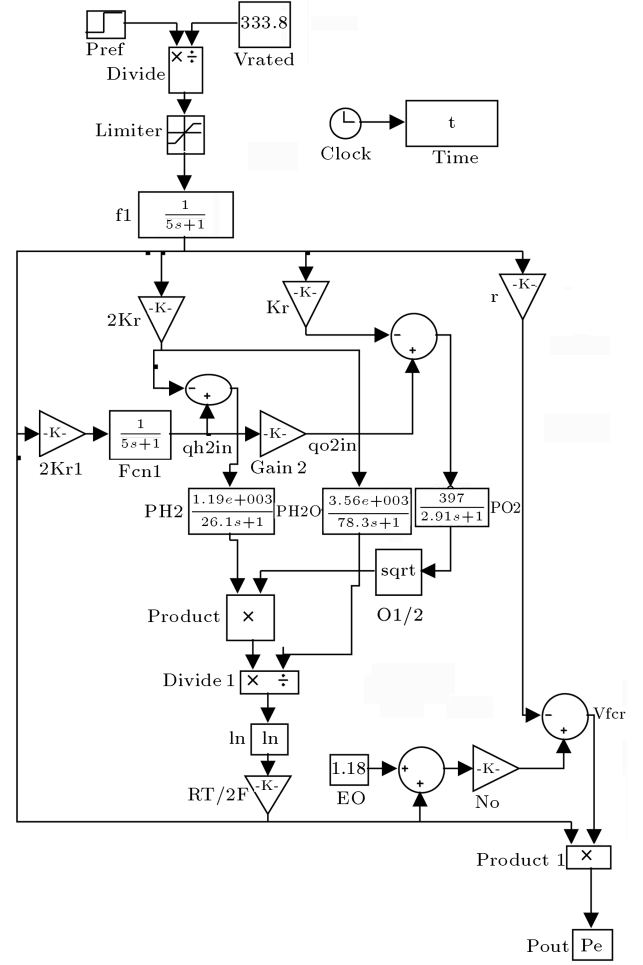 333.8
Pref
Vrated
× ÷
Divide
Limiter
t
Clock
Time
f1
1
5s+1
-K-
-K-
-K-
2Kr
Kr
r
-
+
-
+
-K-
1
5s+1
-K-
qh2in
qo2in
2Kr1
Fcn1
Gain 2
PH2
1.19e+003
26.1s+1
PH2O
3.56e+003
78.3s+1
397
2.91s+1
PO2
sqrt
O1/2
Product
×
Divide 1
× ÷
ln
ln
-
+
Vfcr
RT/2F
-K-
1.18
+
+
-K-
EO
No
Product 1
×
Pout
Pe